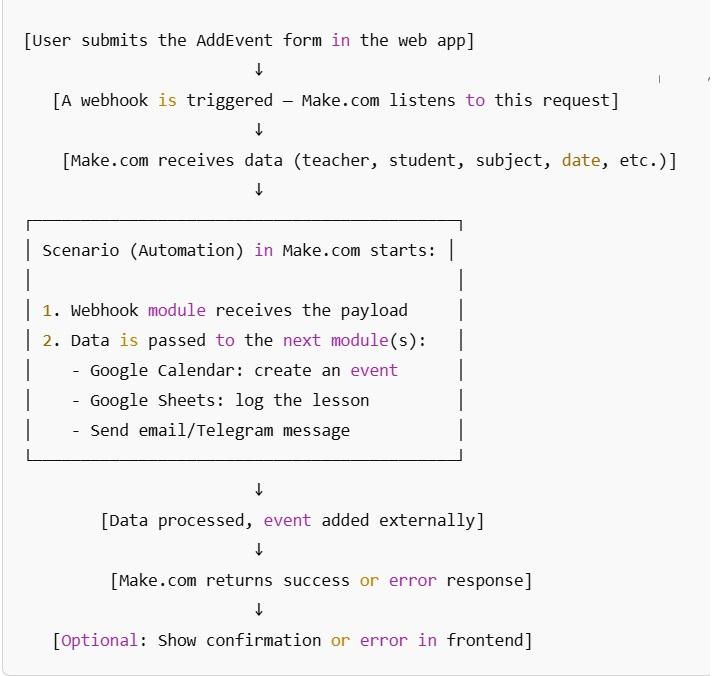 [User submits the AddEvent form in the web app]
↓
[A webhook is triggered — Make.com listens to this request]
↓
[Make.com receives data (teacher, student, subject, date, etc.)]
↓
Scenario (Automation) in Make.com starts:
1. Webhook module receives the payload
2. Data is passed to the next module(s):
- Google Calendar: create an event
- Google Sheets: log the lesson
- Send email/Telegram message
↓
[Data processed, event added externally]
↓
[Make.com returns success or error response]
↓
[Optional: Show confirmation or error in frontend]